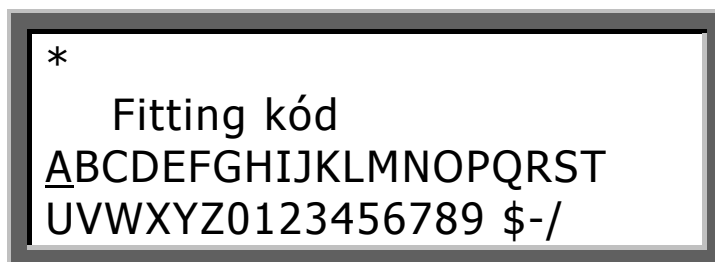 *
Fitting kód
ABCDEFGHIJKLMNOPQRST
UVWXYZ0123456789 $-/